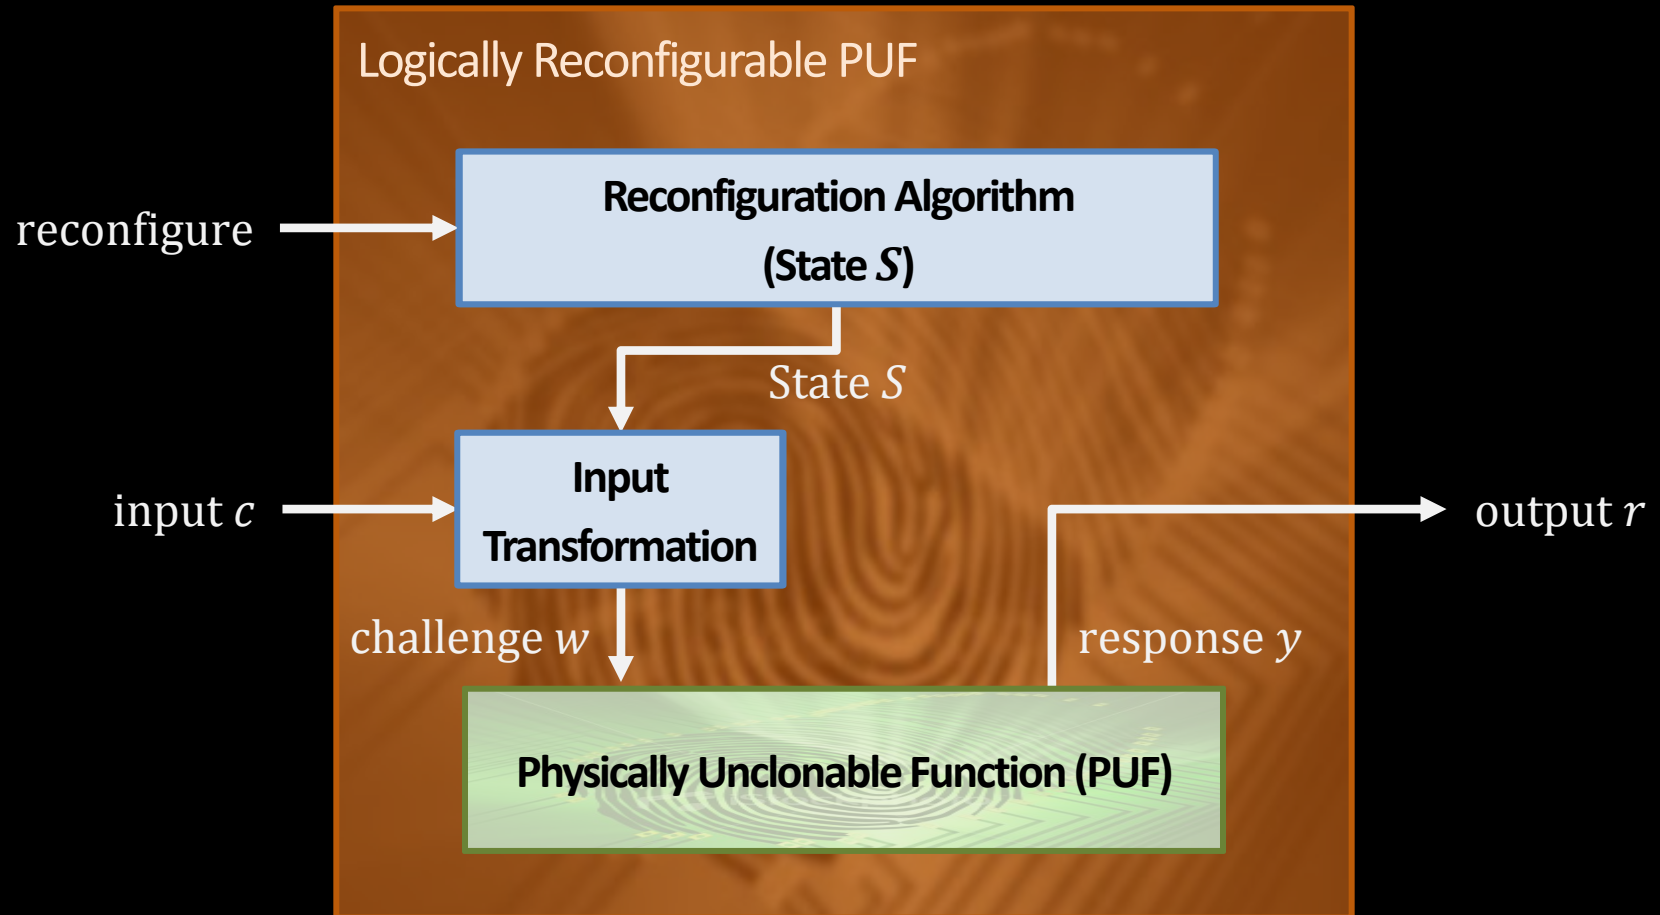 Logically Reconfigurable PUF
Reconfiguration Algorithm
(State S)
reconfigure
State S
Input
Transformation
input c
output r
challenge w
response y
Physically Unclonable Function (PUF)